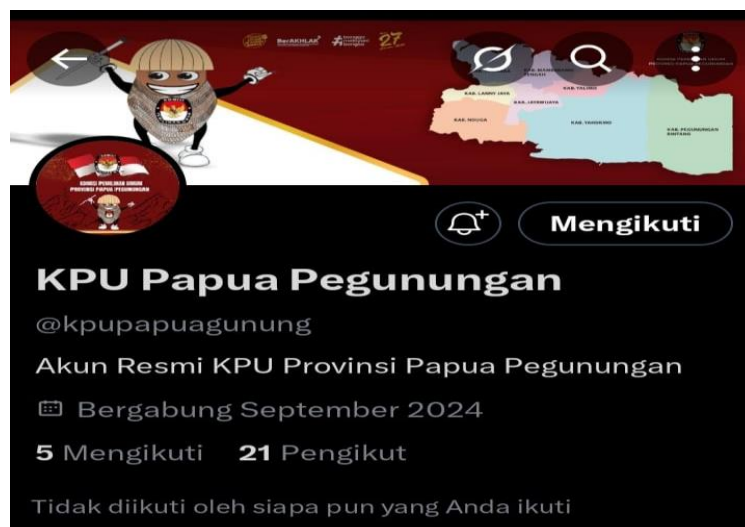 BerAKHLAK
27
KAB. YALIMO
KAB. LANNY JAYA
KAB. JAYAWIJAYA
KAB. NDUGA
KAB. YAHUKIMO
KAB. PEGUNUNGAN
BINTANG
KOMISI PEMILIHAN UMUM
PROVINSI PAPUA PEGUNUNGAN
Mengikuti
KPU Papua Pegunungan
@kpupapuagunung
Akun Resmi KPU Provinsi Papua Pegunungan
Bergabung September 2024
5 Mengikuti 21 Pengikut
Tidak diikuti oleh siapa pun yang Anda ikuti